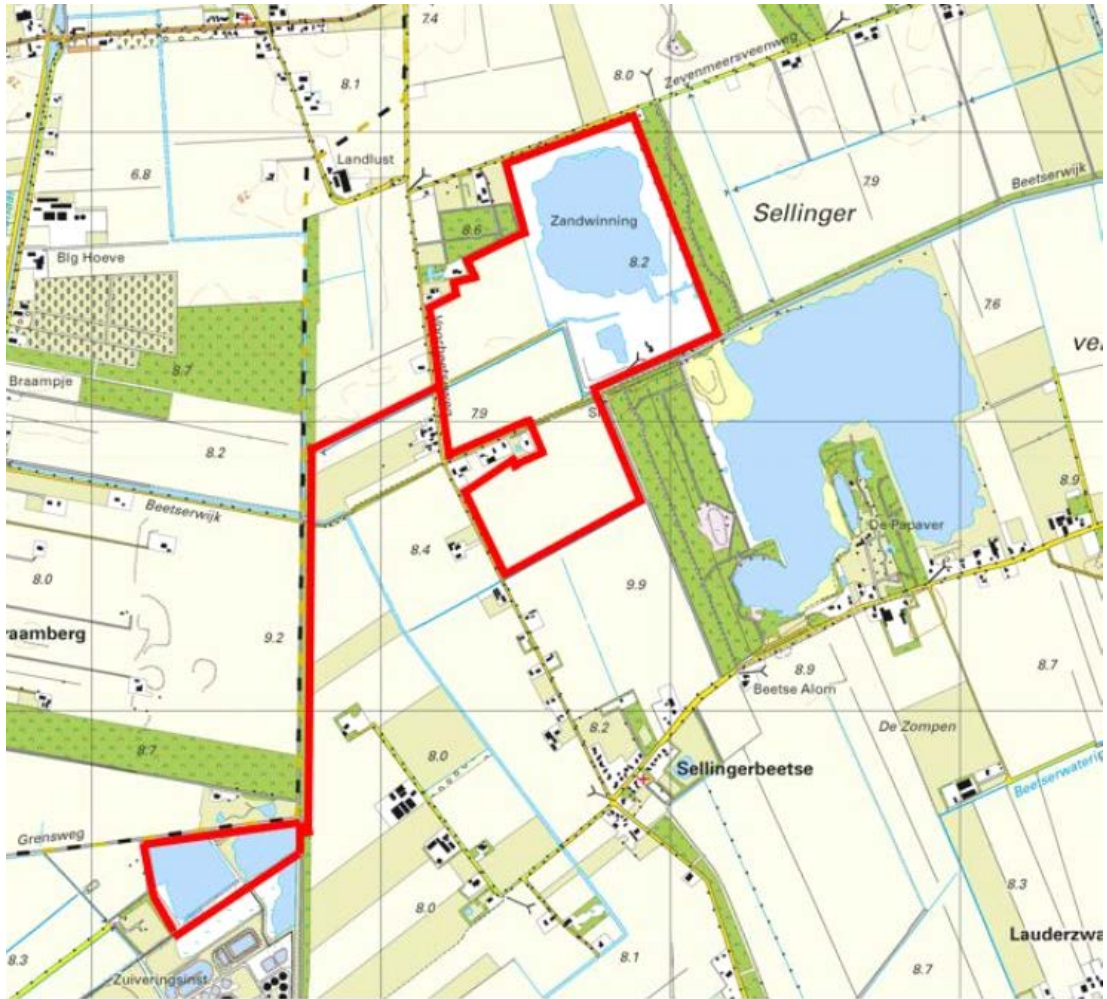 7.4
8.0
Zevenmeersveenweg
8.1
Landlust
6.8
7.9
Beetserwijk
Zandwinning
Sellinger
8.6
8.2
Blg Hoeve
7.6
8.7
Braampje
7.9
8.2
8.9
Beetserwijk
De Papaver
8.4
8.0
9.9
raamberg
9.2
8.9
8.7
Beetse Alom
8.2
De Zompen
8.7
8.0
Sellingerbeetse
Beetserwaterin
Grensweg
8.3
8.0
Lauderzwa
8.3
8.1
8.7
Zuiveringsinst